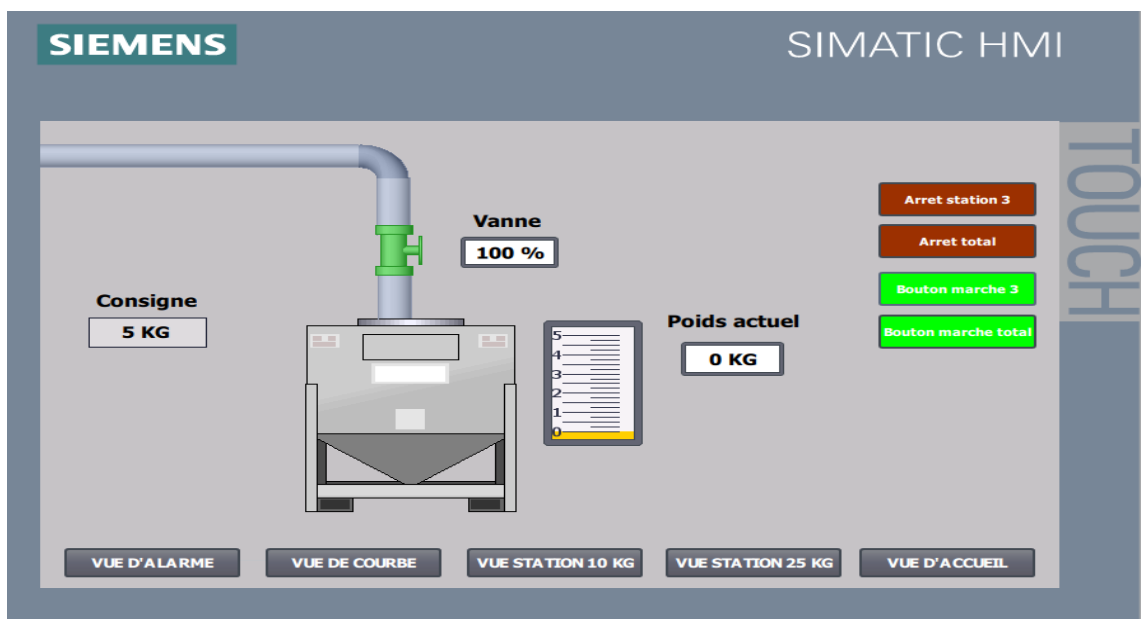 SIEMENS
SIMATIC HMI
TOUCH
Arret station 3
Vanne
Arret total
100 %
Bouton marche 3
Consigne
Poids actuel
5 KG
Bouton marche total
0 KG
5
4
3
2
1
0
VUE D'ALARME
VUE DE COURBE
VUE STATION 10 KG
VUE STATION 25 KG
VUE D'ACCUEIL